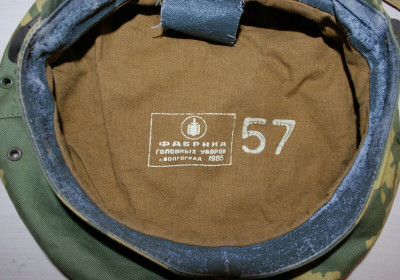 ФАБРИКА
ГОЛОВНЫХ УБОРОВ
г. ВОЛГОГРАД 1985
57